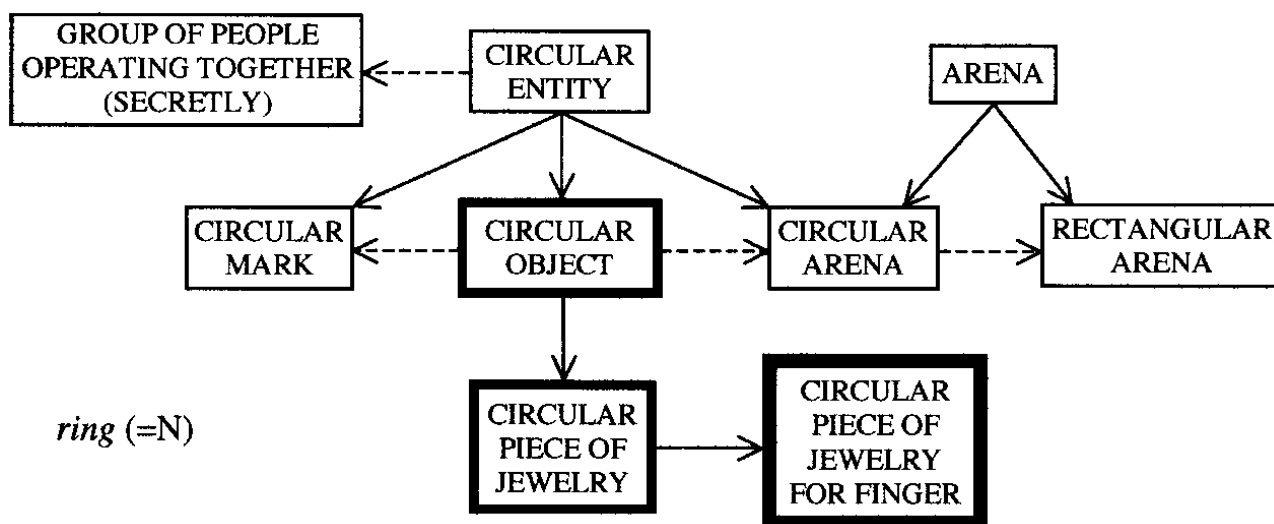 GROUP OF PEOPLE
OPERATING TOGETHER
(SECRETLY)
CIRCULAR
ENTITY
ARENA
CIRCULAR
MARK
CIRCULAR
OBJECT
CIRCULAR
ARENA
RECTANGULAR
ARENA
ring (=N)
CIRCULAR
PIECE OF
JEWELRY
CIRCULAR
PIECE OF
JEWELRY
FOR FINGER